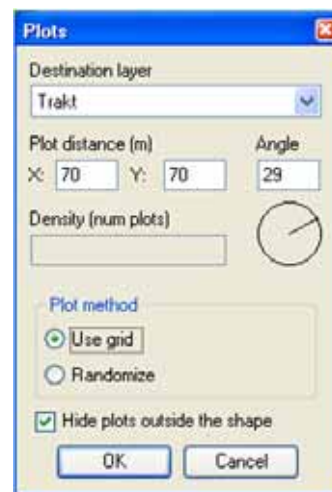 Plots
Destination layer
Trakt
Plot distance (m) Angle
X: 70 Y: 70 29
Density (num plots)
Plot method
Use grid
Randomize
Hide plots outside the shape
OK Cancel